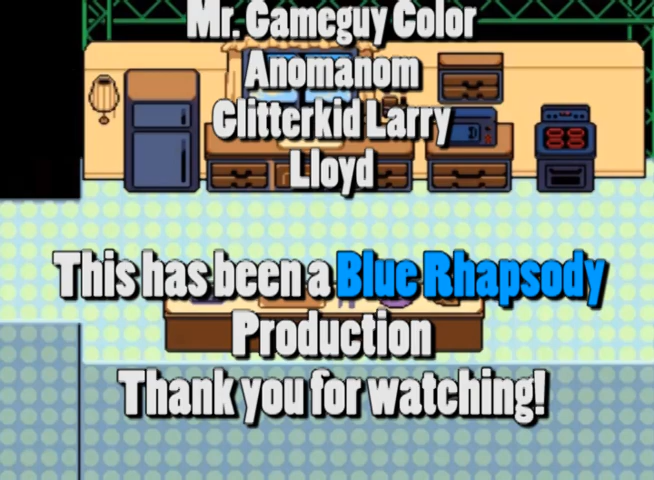 Mr. Gameguy Color
Anomanom
Glitterkid Larry
Lloyd
This has been a Blue Rhapsody
Production
Thank you for watching!